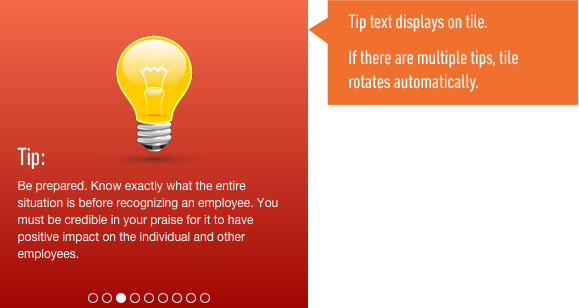 Tip text displays on tile.
If there are multiple tips, tile
rotates automatically.
Tip:
Be prepared. Know exactly what the entire
situation is before recognizing an employee. You
must be credible in your praise for it to have
positive impact on the individual and other
employees.